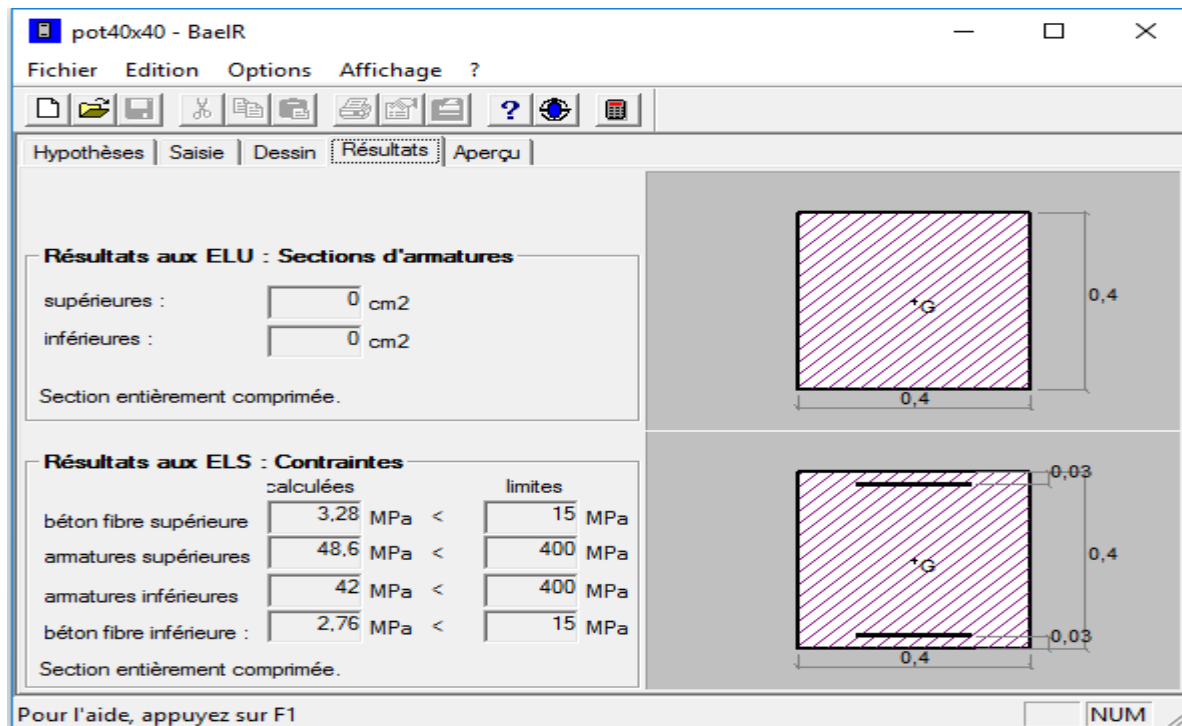 pot40x40 - BaelR
Fichier Edition Options Affichage ?
Hypothèses Saisie Dessin Résultats Aperçu
Résultats aux ELU : Sections d'armatures
supérieures : 0 cm2
inférieures : 0 cm2
Section entièrement comprimée.
+G
0,4
0,4
Résultats aux ELS : Contraintes
calculées limites
béton fibre supérieure 3,28 MPa < 15 MPa
armatures supérieures 48,6 MPa < 400 MPa
armatures inférieures 42 MPa < 400 MPa
béton fibre inférieure : 2,76 MPa < 15 MPa
Section entièrement comprimée.
0,03
+G
0,4
0,03
0,4
Pour l'aide, appuyez sur F1 NUM